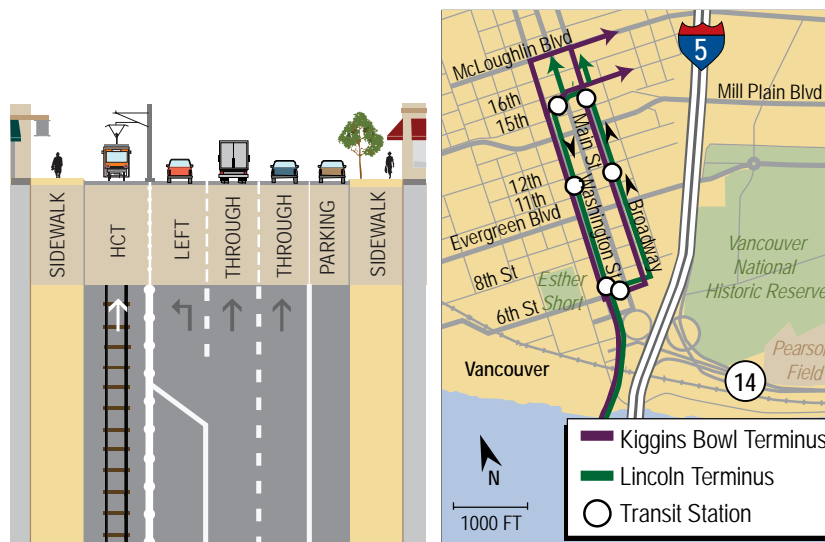 SIDEWALK
HCT
LEFT
THROUGH
THROUGH
PARKING
SIDEWALK
McLoughlin Blvd
5
Mill Plain Blvd
16th
15th
Main St
12th
11th
Washington St
Broadway
Evergreen Blvd
Vancouver
National
Historic Reserve
8th St
Esther
Short
6th St
Pearson
Field
Vancouver
14
N
1000 FT
Kiggins Bowl Terminus
Lincoln Terminus
Transit Station